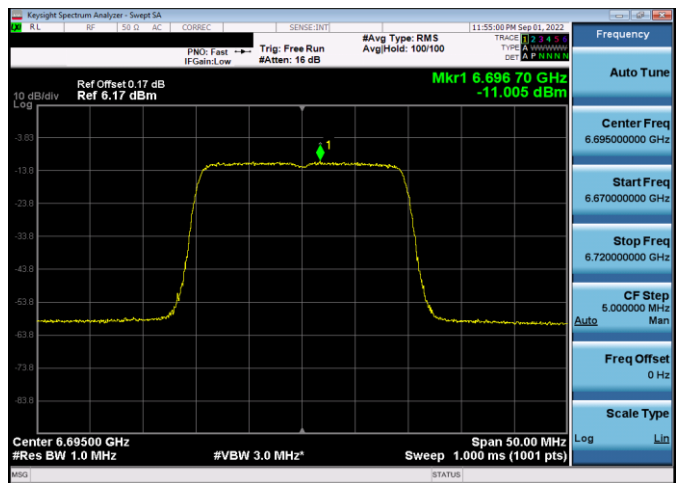 Keysight Spectrum Analyzer - Swept SA
RL RF 50 Ω AC CORREC SENSE:INT 11:55:00 PM Sep 01, 2022
PNO: Fast
IFGain:Low
Trig: Free Run
#Atten: 16 dB
#Avg Type: RMS
Avg|Hold: 100/100
TRACE 1 2 3 4 5 6
TYPE A WWWWW
DET A P N N N N
Ref Offset 0.17 dB
10 dB/div Ref 6.17 dBm
Log
Mkr1 6.696 70 GHz
-11.005 dBm
1
-3.83
-13.8
-23.8
-33.8
-43.8
-53.8
-63.8
-73.8
-83.8
Center 6.69500 GHz
#Res BW 1.0 MHz
#VBW 3.0 MHz*
Span 50.00 MHz
Sweep 1.000 ms (1001 pts)
MSG
STATUS
Frequency
Auto Tune
Center Freq
6.695000000 GHz
Start Freq
6.670000000 GHz
Stop Freq
6.720000000 GHz
CF Step
5.000000 MHz
Auto Man
Freq Offset
0 Hz
Scale Type
Log Lin